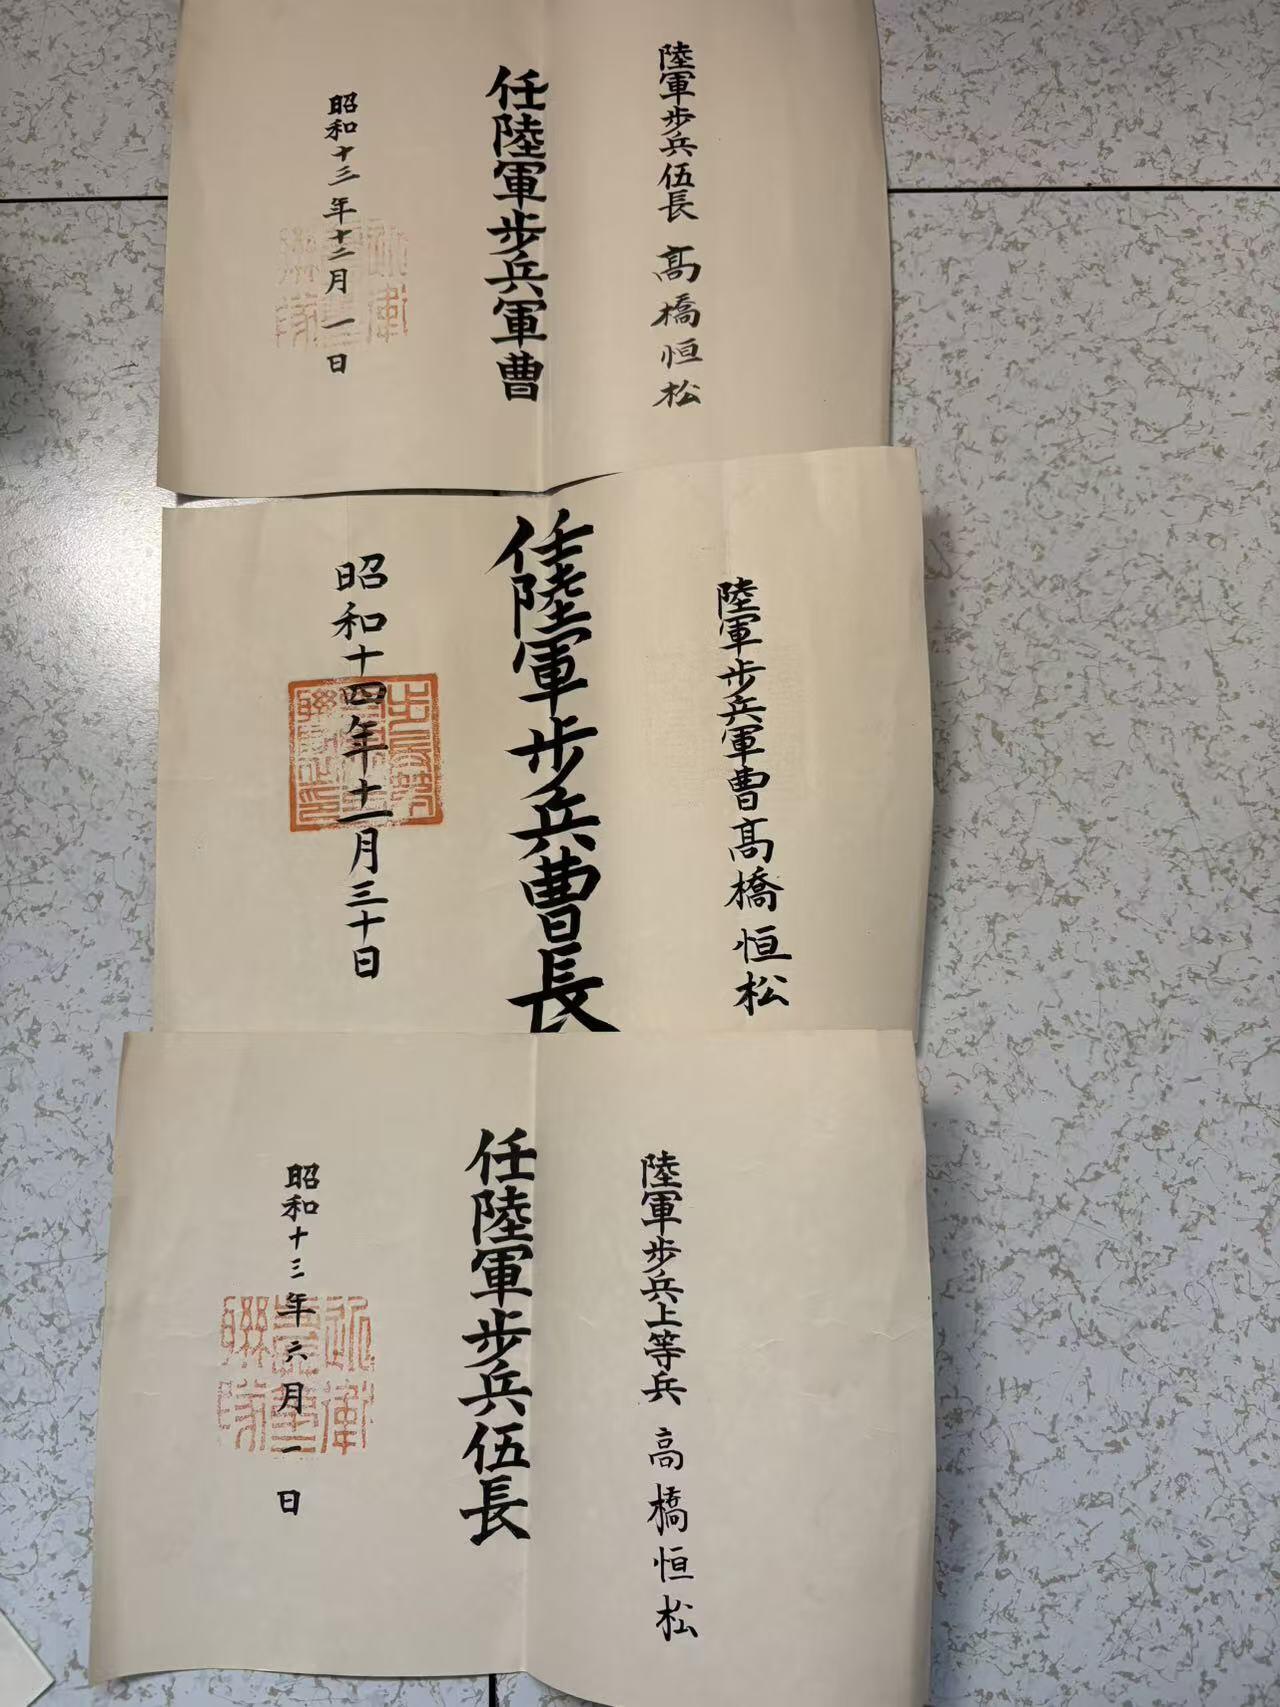 陸軍歩兵伍長 髙橋恒松
任陸軍歩兵軍曹
昭和十三年十二月一日
陸軍歩兵軍曹髙橋恒松
任陸軍歩兵曹長
昭和十四年十一月三十日
陸軍歩兵上等兵 高橋恒松
任陸軍歩兵伍長
昭和十三年六月一日
近衛
聯隊